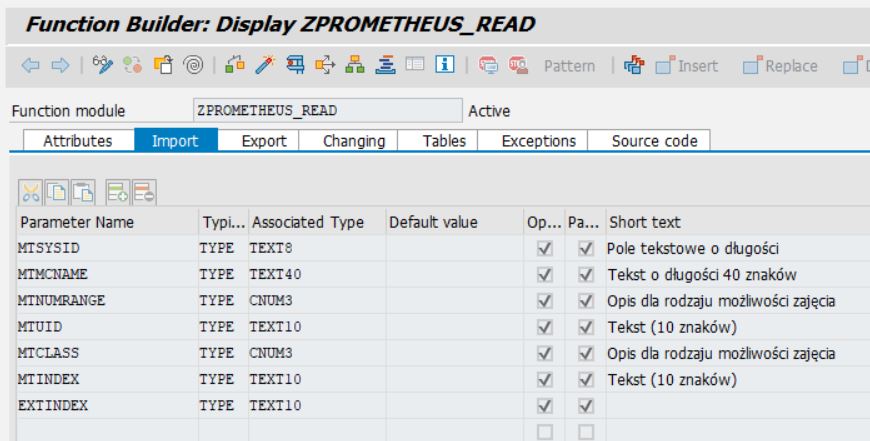 Function Builder: Display ZPROMETHEUS_READ
Pattern Insert Replace
Function module ZPROMETHEUS_READ Active
Attributes Import Export Changing Tables Exceptions Source code
Parameter Name Typi... Associated Type Default value Op... Pa... Short text
MTSYSID TYPE TEXT8 Pole tekstowe o długości
MTMCNAME TYPE TEXT40 Tekst o długości 40 znaków
MTNUMRANGE TYPE CNUM3 Opis dla rodzaju możliwości zajęcia
MTUID TYPE TEXT10 Tekst (10 znaków)
MTCLASS TYPE CNUM3 Opis dla rodzaju możliwości zajęcia
MTINDEX TYPE TEXT10 Tekst (10 znaków)
EXTINDEX TYPE TEXT10